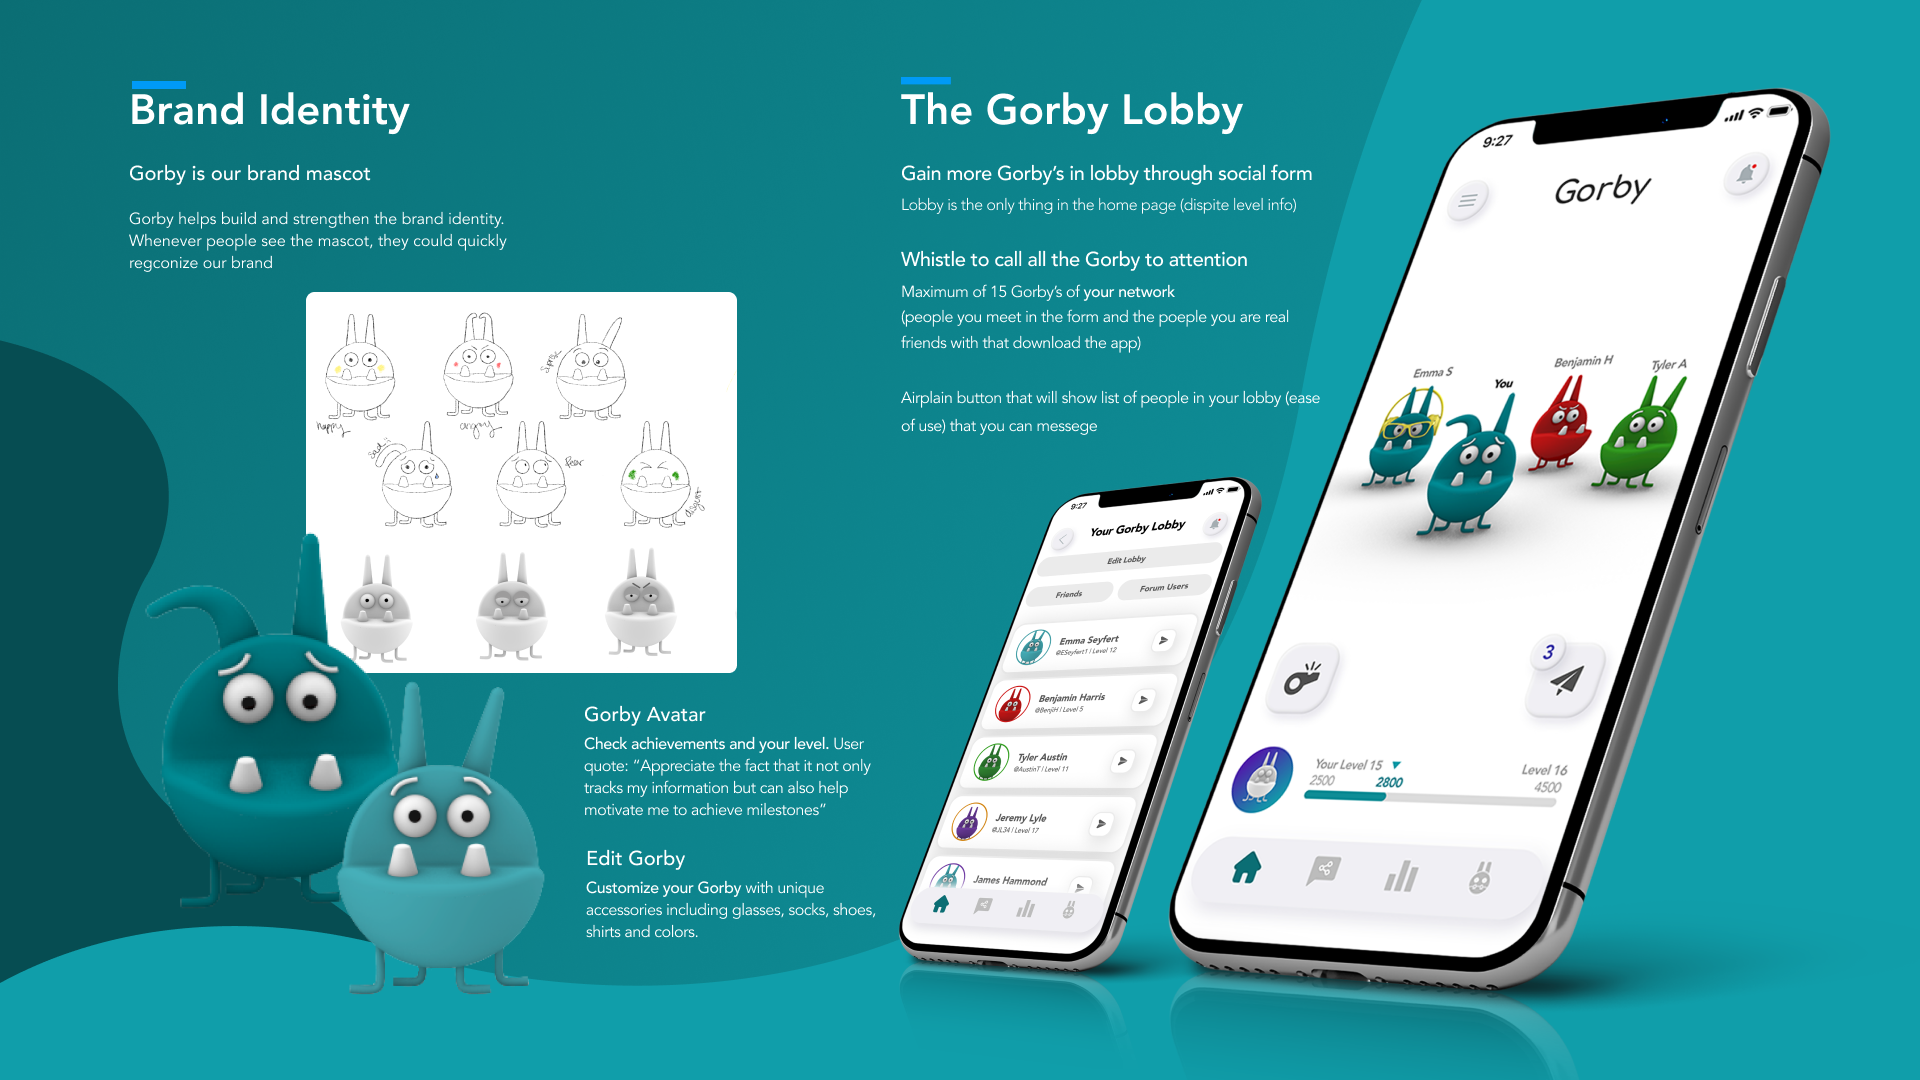 Brand Identity
Gorby is our brand mascot
Gorby helps build and strengthen the brand identity.
Whenever people see the mascot, they could quickly
regconize our brand
happy
angry
Suprise
sad
fear
disgust
Gorby Avatar
Check achievements and your level. User
quote: “Appreciate the fact that it not only
tracks my information but can also help
motivate me to achieve milestones”
Edit Gorby
Customize your Gorby with unique
accessories including glasses, socks, shoes,
shirts and colors.
The Gorby Lobby
Gain more Gorby’s in lobby through social form
Lobby is the only thing in the home page (dispite level info)
Whistle to call all the Gorby to attention
Maximum of 15 Gorby’s of your network
(people you meet in the form and the poeple you are real
friends with that download the app)
Airplain button that will show list of people in your lobby (ease
of use) that you can messege
9:27
Your Gorby Lobby
Edit Lobby
Friends
Forum Users
Emma Seyfert
@ESeyfert1 I Level 12
Benjamin Harris
@BenjiH I Level 5
Tyler Austin
@AustinT I Level 11
Jeremy Lyle
@JL34 I Level 17
James Hammond
9:27
Gorby
Emma S
You
Benjamin H
Tyler A
3
Your Level 15
2500
2800
Level 16
4500